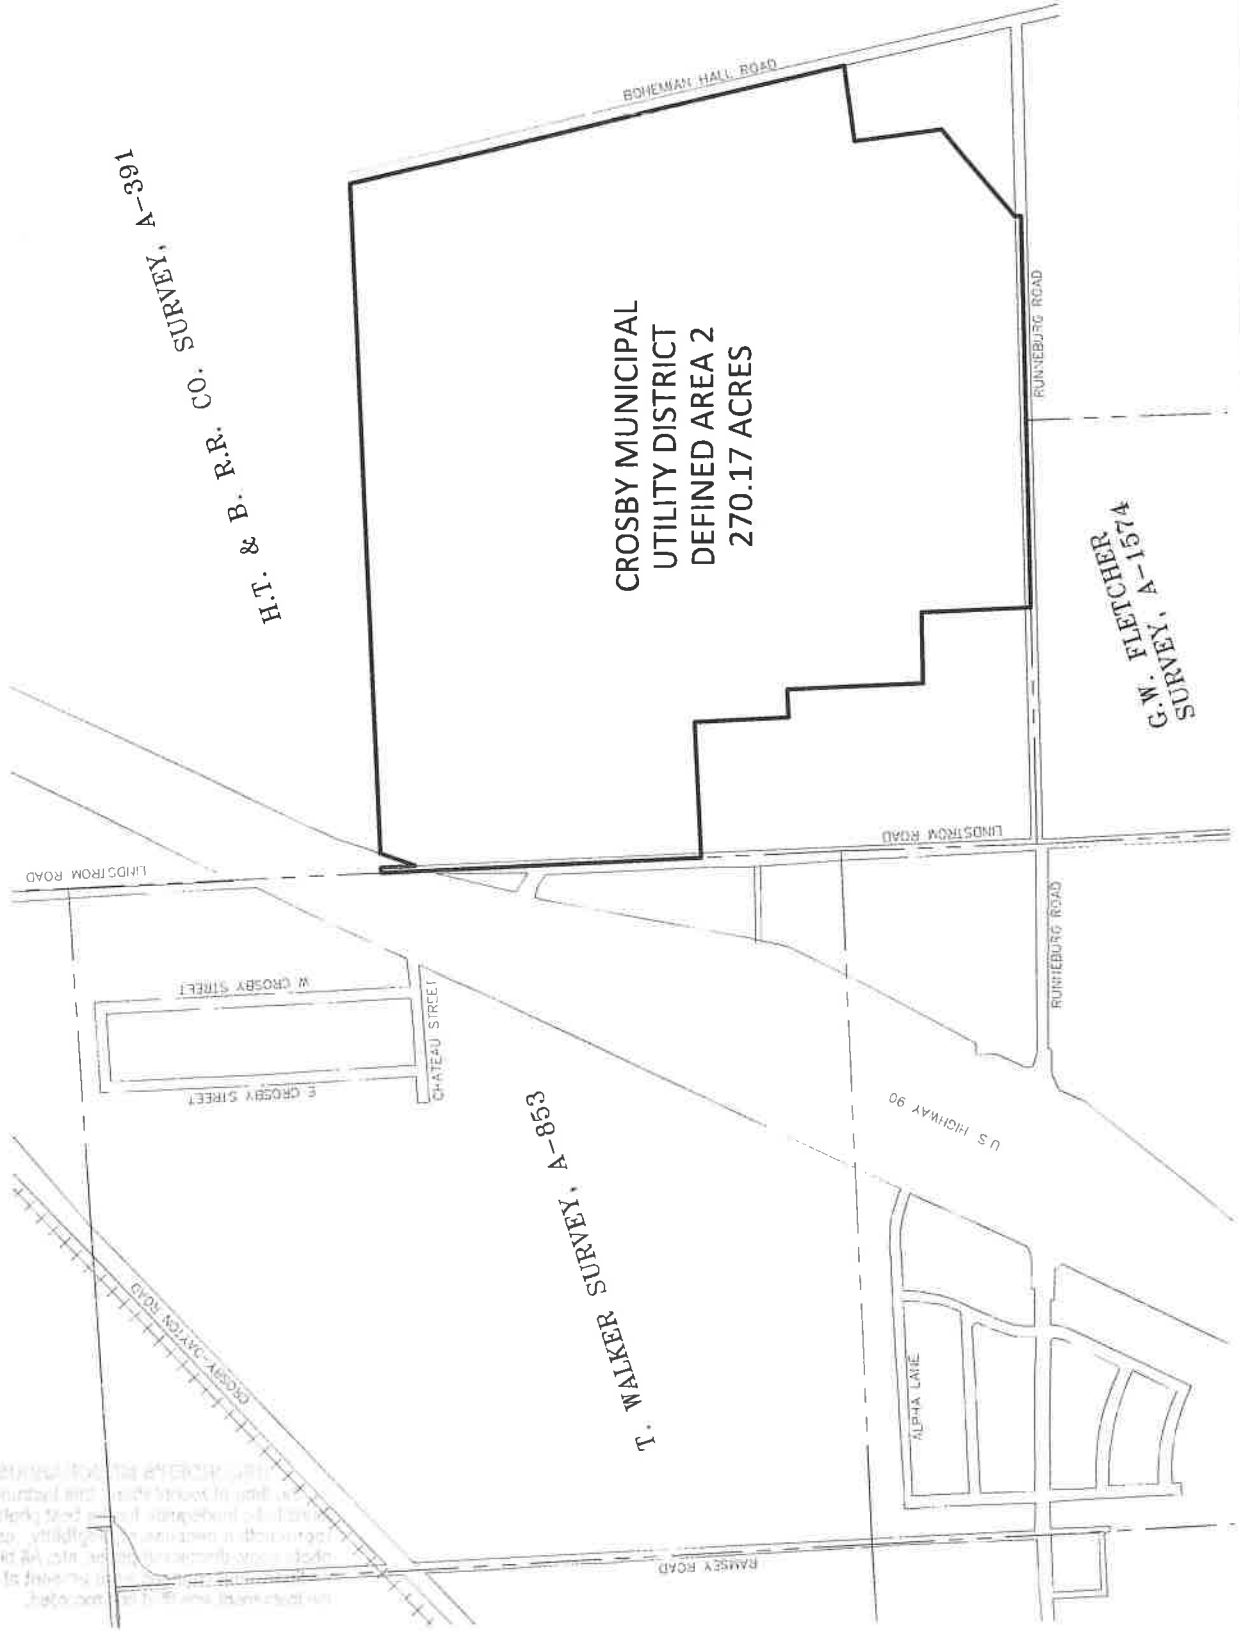 BOHEMIAN HALL ROAD
H.T. & B. R.R. CO. SURVEY, A-391
CROSBY MUNICIPAL
UTILITY DISTRICT
DEFINED AREA 2
270.17 ACRES
RUNNEBURG ROAD
G.W. FLETCHER
SURVEY, A-1574
LINDSTROM ROAD
LINDSTROM ROAD
RUNNEBURG ROAD
W CROSBY STREET
E CROSBY STREET
CHATEAU STREET
U.S HIGHWAY 90
T. WALKER SURVEY, A-853
CROSBY-DAYTON ROAD
ALPHA LANE
RAMSEY ROAD